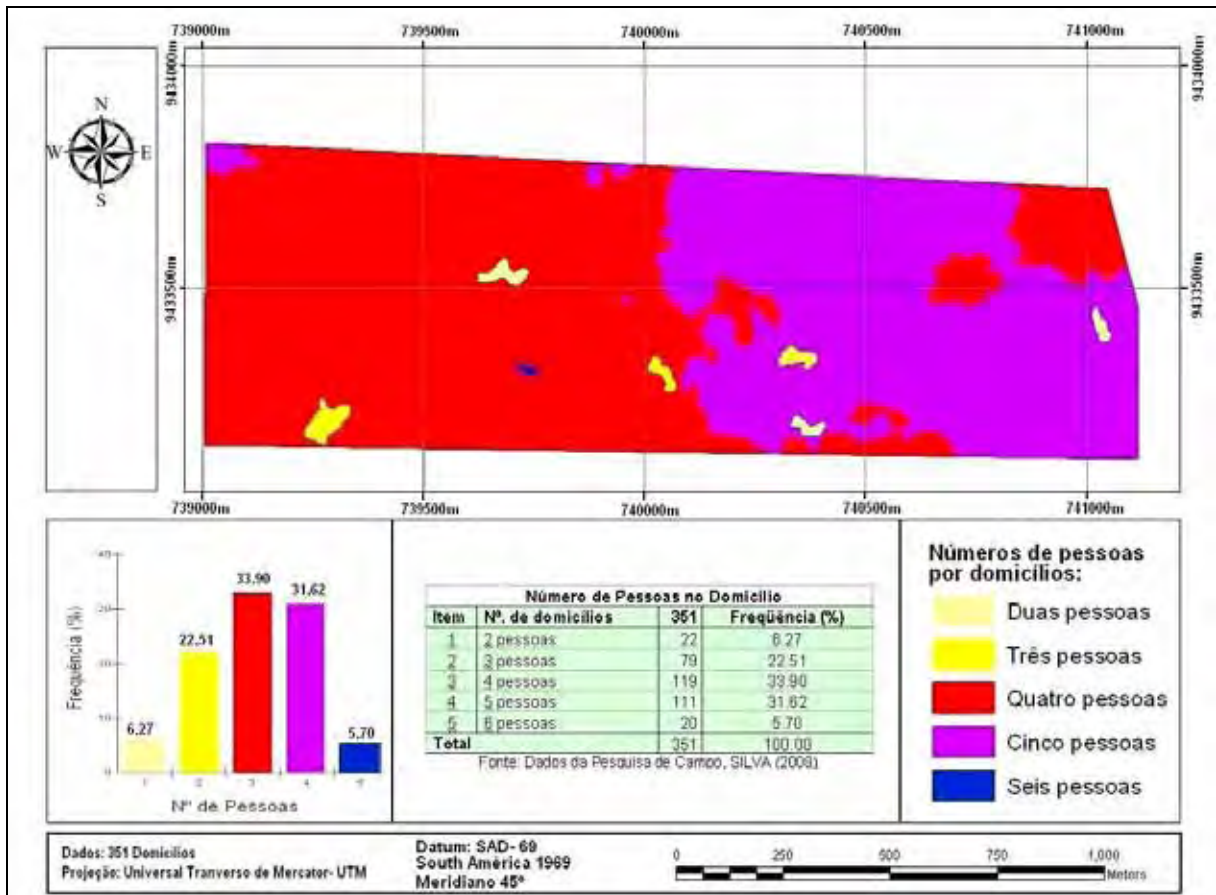 739000m 739500m 740000m 740500m 741000m
9434000m 9434000m
N
W E
S
9433500m 9433500m
739000m 739500m 740000m 740500m 741000m
Freqüência (%)
6.27 22.51 33.90 31.62 5.70
Nº de Pessoas
Número de Pessoas no Domicílio
Item Nº. de domicílios 351 Freqüência (%)
1 2 pessoas 22 6.27
2 3 pessoas 79 22.51
3 4 pessoas 119 33.90
4 5 pessoas 111 31.62
5 6 pessoas 20 5.70
Total 351 100.00
Fonte: Dados da Pesquisa de Campo, SILVA (2008)
Números de pessoas
por domicílios:
Duas pessoas
Três pessoas
Quatro pessoas
Cinco pessoas
Seis pessoas
Dados: 351 Domicílios
Projeção: Universal Tranverso de Mercator- UTM
Datum: SAD- 69
South América 1969
Meridiano 45º
0 250 500 750 1,000
Meters